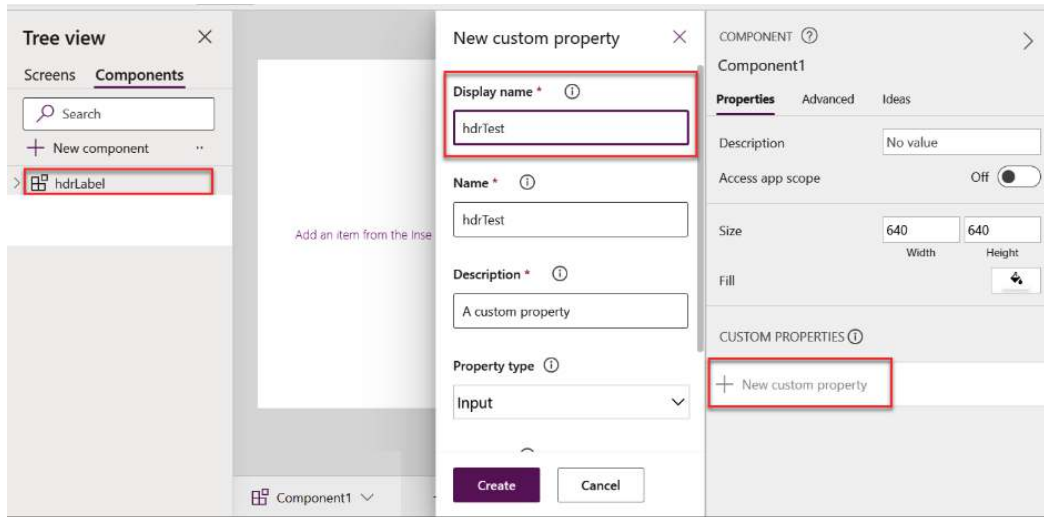 Tree view
Screens Components
Search
New component
hdrLabel
Add an item from the Inse
Component1
New custom property
Display name *
hdrTest
Name *
hdrTest
Description *
A custom property
Property type
Input
Create Cancel
COMPONENT
Component1
Properties Advanced Ideas
Description No value
Access app scope Off
Size 640 640
Width Height
Fill
CUSTOM PROPERTIES
New custom property